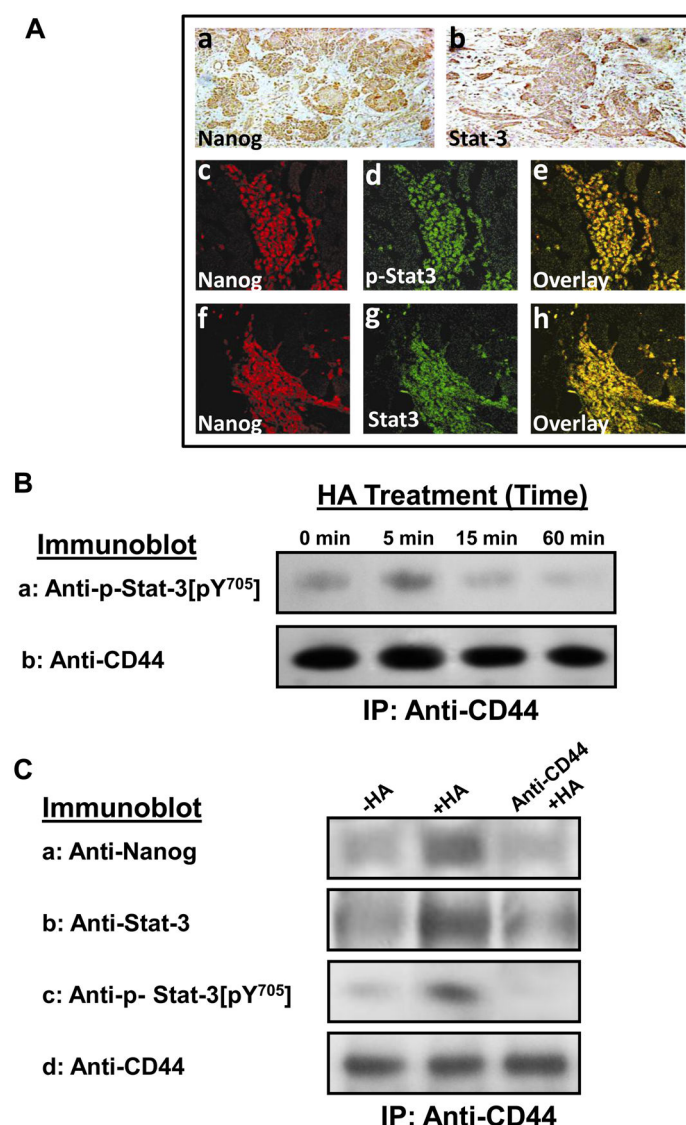 A
a
b
Nanog
Stat-3
c
d
e
Nanog
p-Stat3
Overlay
f
g
h
Nanog
Stat3
Overlay
B
HA Treatment (Time)
Immunoblot
0 min 5 min 15 min 60 min
a: Anti-p-Stat-3[pY705]
b: Anti-CD44
IP: Anti-CD44
C
Immunoblot
-HA
+HA
Anti-CD44
+HA
a: Anti-Nanog
b: Anti-Stat-3
c: Anti-p- Stat-3[pY705]
d: Anti-CD44
IP: Anti-CD44